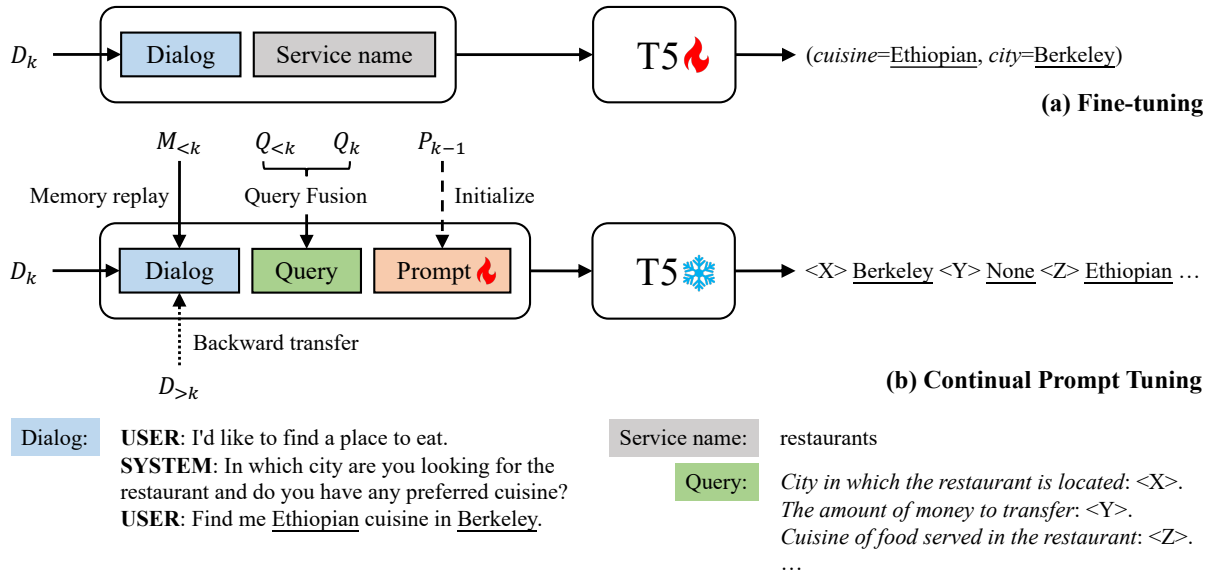 D_k
Dialog
Service name
T5
(cuisine=Ethiopian, city=Berkeley)
(a) Fine-tuning
M_{<k}
Q_{<k}
Q_k
P_{k−1}
Memory replay
Query Fusion
Initialize
D_k
Dialog
Query
Prompt
T5
<X> Berkeley <Y> None <Z> Ethiopian …
Backward transfer
D_{>k}
(b) Continual Prompt Tuning
Dialog:
USER: I'd like to find a place to eat.
SYSTEM: In which city are you looking for the
restaurant and do you have any preferred cuisine?
USER: Find me Ethiopian cuisine in Berkeley.
Service name:
restaurants
Query:
City in which the restaurant is located: <X>.
The amount of money to transfer: <Y>.
Cuisine of food served in the restaurant: <Z>.
…